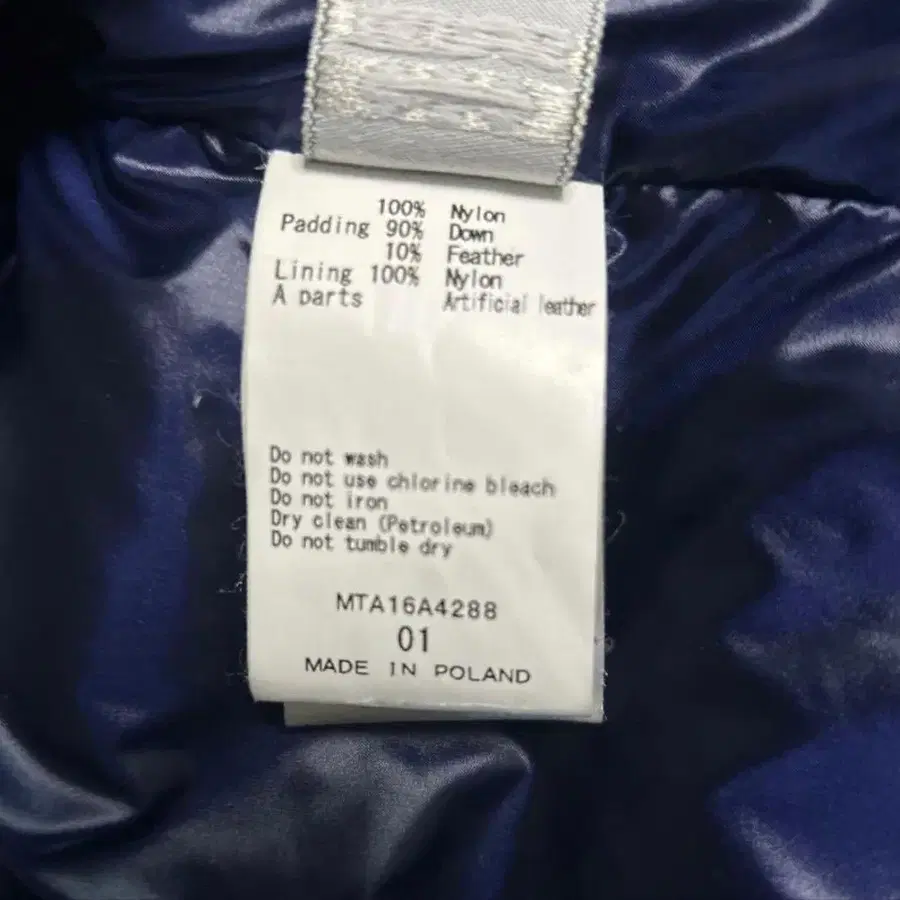 100% Nylon
Padding 90% Down
10% Feather
Lining 100% Nylon
A parts Artificial leather
Do not wash
Do not use chlorine bleach
Do not iron
Dry clean (Petroleum)
Do not tumble dry
MTA16A4288
01
MADE IN POLAND